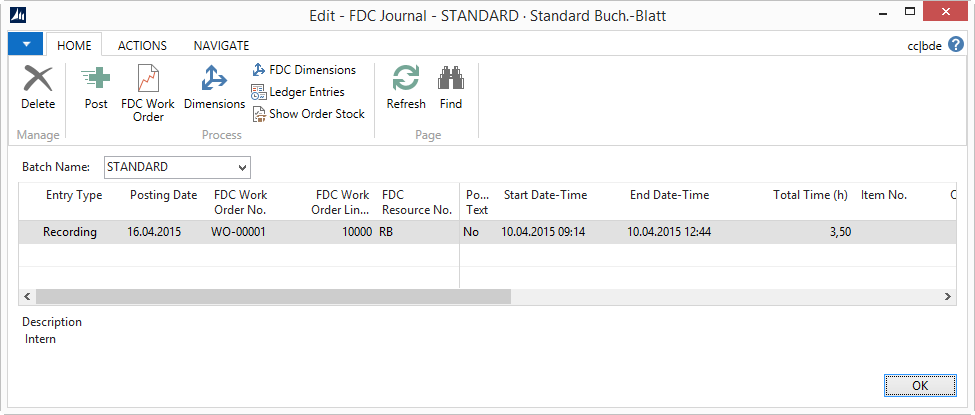 Edit - FDC Journal - STANDARD · Standard Buch.-Blatt
HOME ACTIONS NAVIGATE cc|bde ?
Delete
Post
FDC Work
Order
Dimensions
FDC Dimensions
Ledger Entries
Show Order Stock
Refresh
Find
Manage Process Page
Batch Name: STANDARD
Entry Type Posting Date FDC Work FDC Work FDC Po... Start Date-Time End Date-Time Total Time (h) Item No. C
Order No. Order Lin... Resource No. Text
Recording 16.04.2015 WO-00001 10000 RB No 10.04.2015 09:14 10.04.2015 12:44 3,50
Description
Intern
OK